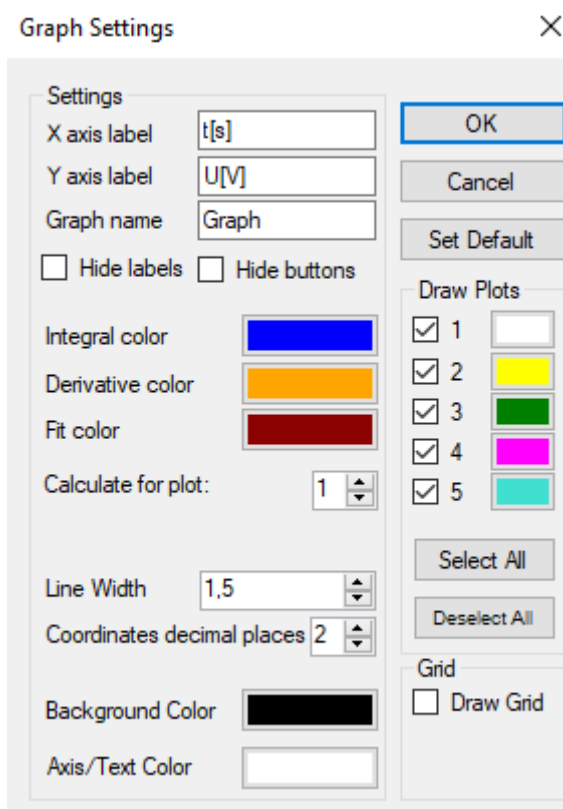 Graph Settings
Settings
X axis label t[s]
Y axis label U[V]
Graph name Graph
Hide labels Hide buttons
Integral color
Derivative color
Fit color
Calculate for plot: 1
Line Width 1,5
Coordinates decimal places 2
Background Color
Axis/Text Color
OK
Cancel
Set Default
Draw Plots
1
2
3
4
5
Select All
Deselect All
Grid
Draw Grid